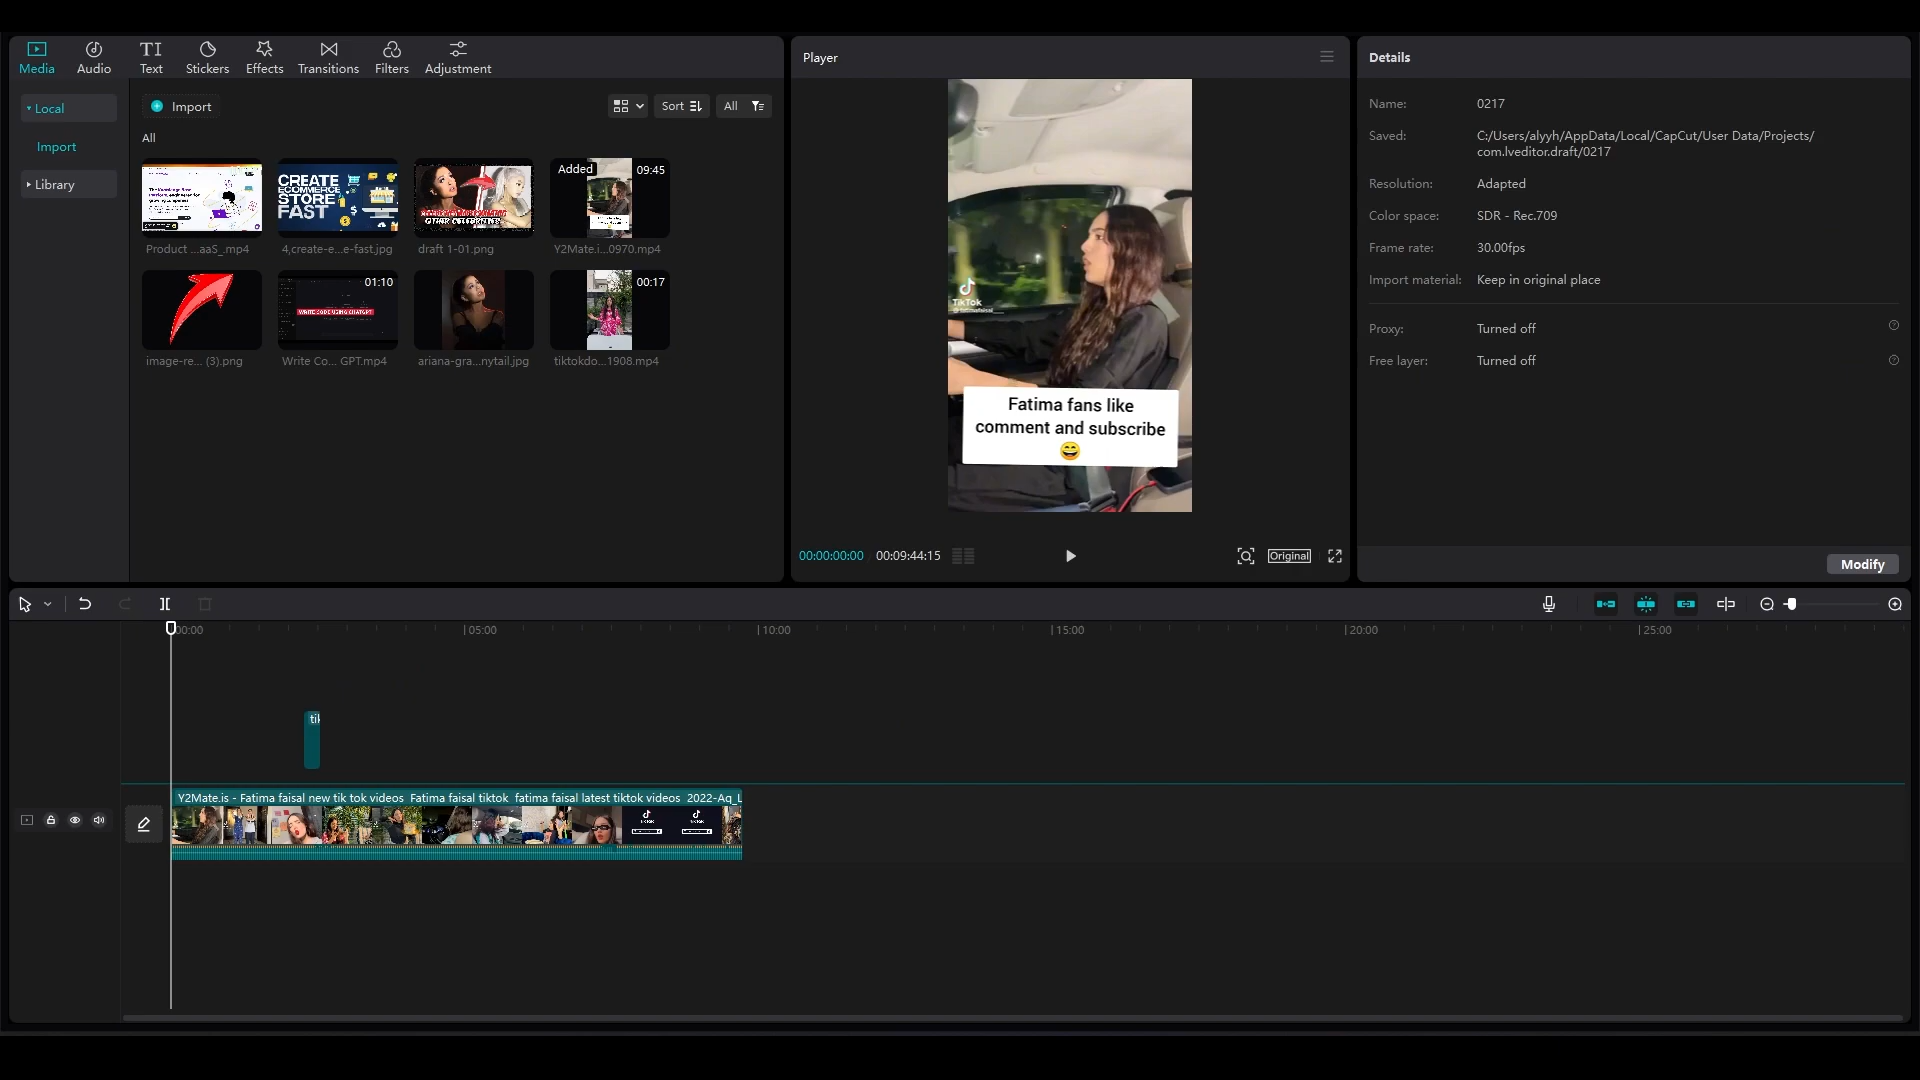 Media
Audio
Text
Stickers
Effects
Transitions
Filters
Adjustment
Local
Import
Library
Import
Sort
All
All
Product ...aaS_.mp4
CREATE
ECOMMERCE
STORE
FAST
4,create-e...e-fast.jpg
draft 1-01.png
Added
09:45
Y2Mate.i...0970.mp4
image-re... (3).png
01:10
WRITE CODE USING CHATGPT
Write Co... GPT.mp4
ariana-gra...nytail.jpg
00:17
tiktokdo...1908.mp4
Player
TikTok
Fatima fans like
comment and subscribe
00:00:00:00
00:09:44:15
Original
Details
Name: 0217
Saved: C:/Users/alyyh/AppData/Local/CapCut/User Data/Projects/
com.lveditor.draft/0217
Resolution: Adapted
Color space: SDR - Rec.709
Frame rate: 30.00fps
Import material: Keep in original place
Proxy: Turned off
Free layer: Turned off
Modify
00:00
05:00
10:00
15:00
20:00
25:00
tik
Y2Mate.is - Fatima faisal new tik tok videos Fatima faisal tiktok fatima faisal latest tiktok videos 2022-Aq_L